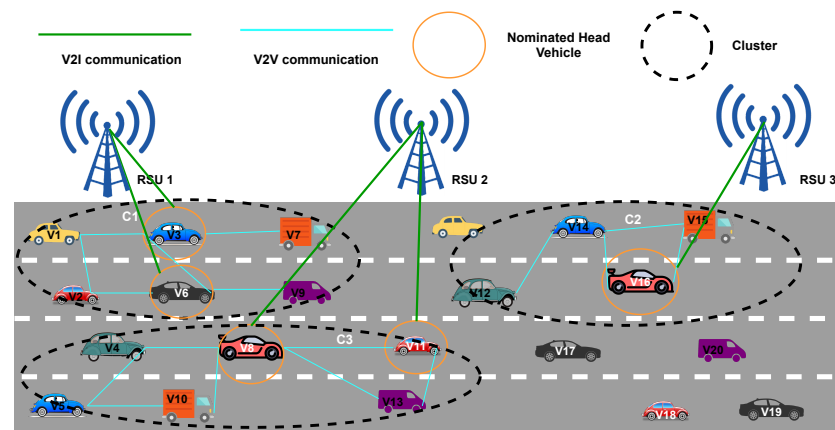 V2I communication
V2V communication
Nominated Head
Vehicle
Cluster
RSU 1
RSU 2
RSU 3
C1
V1
V3
V7
V2
V6
V9
C2
V14
V15
V12
V16
C3
V4
V8
V11
V5
V10
V13
V17
V20
V18
V19